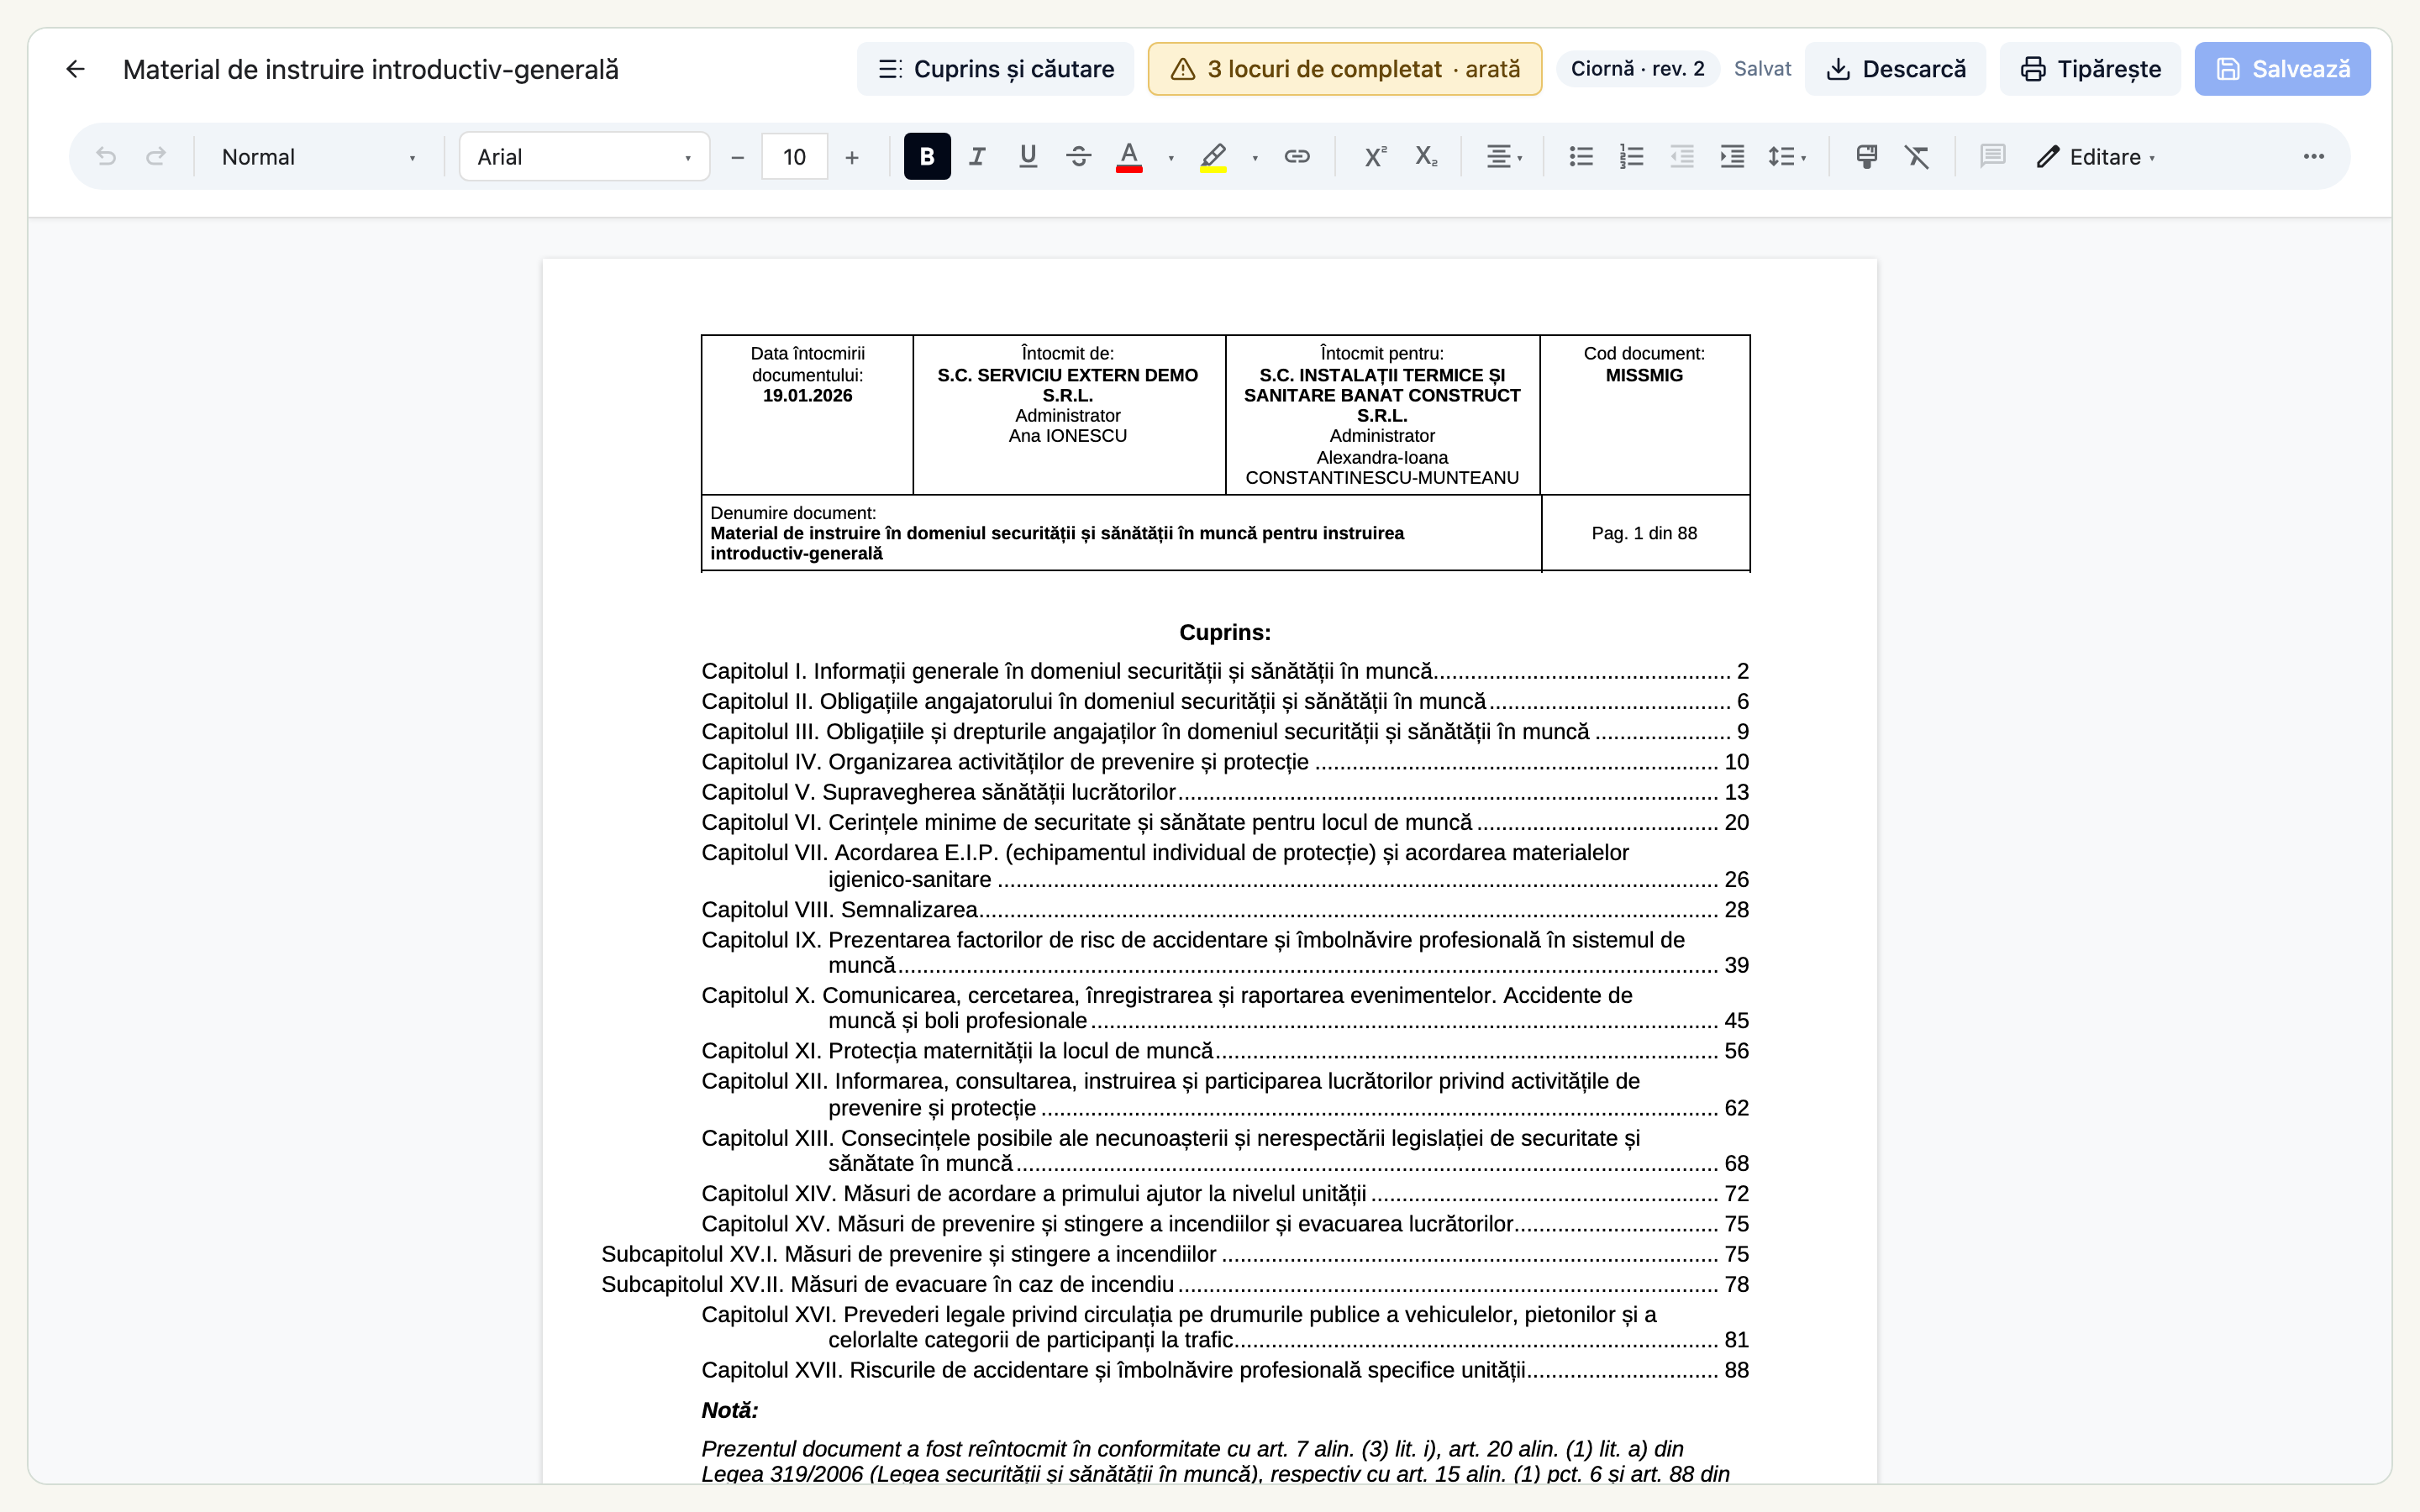 Material de instruire introductiv-generală
Cuprins și căutare
3 locuri de completat · arată
Ciornă · rev. 2
Salvat
Descarcă
Tipărește
Salvează
Normal
Arial
10
Editare
Data întocmirii
documentului:
19.01.2026
Întocmit de:
S.C. SERVICIU EXTERN DEMO
S.R.L.
Administrator
Ana IONESCU
Întocmit pentru:
S.C. INSTALAȚII TERMICE ȘI
SANITARE BANAT CONSTRUCT
S.R.L.
Administrator
Alexandra-Ioana
CONSTANTINESCU-MUNTEANU
Cod document:
MISSMIG
Denumire document:
Material de instruire în domeniul securității și sănătății în muncă pentru instruirea
introductiv-generală
Pag. 1 din 88
Cuprins:
Capitolul I. Informații generale în domeniul securității și sănătății în muncă 2
Capitolul II. Obligațiile angajatorului în domeniul securității și sănătății în muncă 6
Capitolul III. Obligațiile și drepturile angajaților în domeniul securității și sănătății în muncă 9
Capitolul IV. Organizarea activităților de prevenire și protecție 10
Capitolul V. Supravegherea sănătății lucrătorilor 13
Capitolul VI. Cerințele minime de securitate și sănătate pentru locul de muncă 20
Capitolul VII. Acordarea E.I.P. (echipamentul individual de protecție) și acordarea materialelor
igienico-sanitare 26
Capitolul VIII. Semnalizarea 28
Capitolul IX. Prezentarea factorilor de risc de accidentare și îmbolnăvire profesională în sistemul de
muncă 39
Capitolul X. Comunicarea, cercetarea, înregistrarea și raportarea evenimentelor. Accidente de
muncă și boli profesionale 45
Capitolul XI. Protecția maternității la locul de muncă 56
Capitolul XII. Informarea, consultarea, instruirea și participarea lucrătorilor privind activitățile de
prevenire și protecție 62
Capitolul XIII. Consecințele posibile ale necunoașterii și nerespectării legislației de securitate și
sănătate în muncă 68
Capitolul XIV. Măsuri de acordare a primului ajutor la nivelul unității 72
Capitolul XV. Măsuri de prevenire și stingere a incendiilor și evacuarea lucrătorilor 75
Subcapitolul XV.I. Măsuri de prevenire și stingere a incendiilor 75
Subcapitolul XV.II. Măsuri de evacuare în caz de incendiu 78
Capitolul XVI. Prevederi legale privind circulația pe drumurile publice a vehiculelor, pietonilor și a
celorlalte categorii de participanți la trafic 81
Capitolul XVII. Riscurile de accidentare și îmbolnăvire profesională specifice unității 88
Notă:
Prezentul document a fost reîntocmit în conformitate cu art. 7 alin. (3) lit. i), art. 20 alin. (1) lit. a) din
Legea 319/2006 (Legea securității și sănătății în muncă), respectiv cu art. 15 alin. (1) pct. 6 și art. 88 din